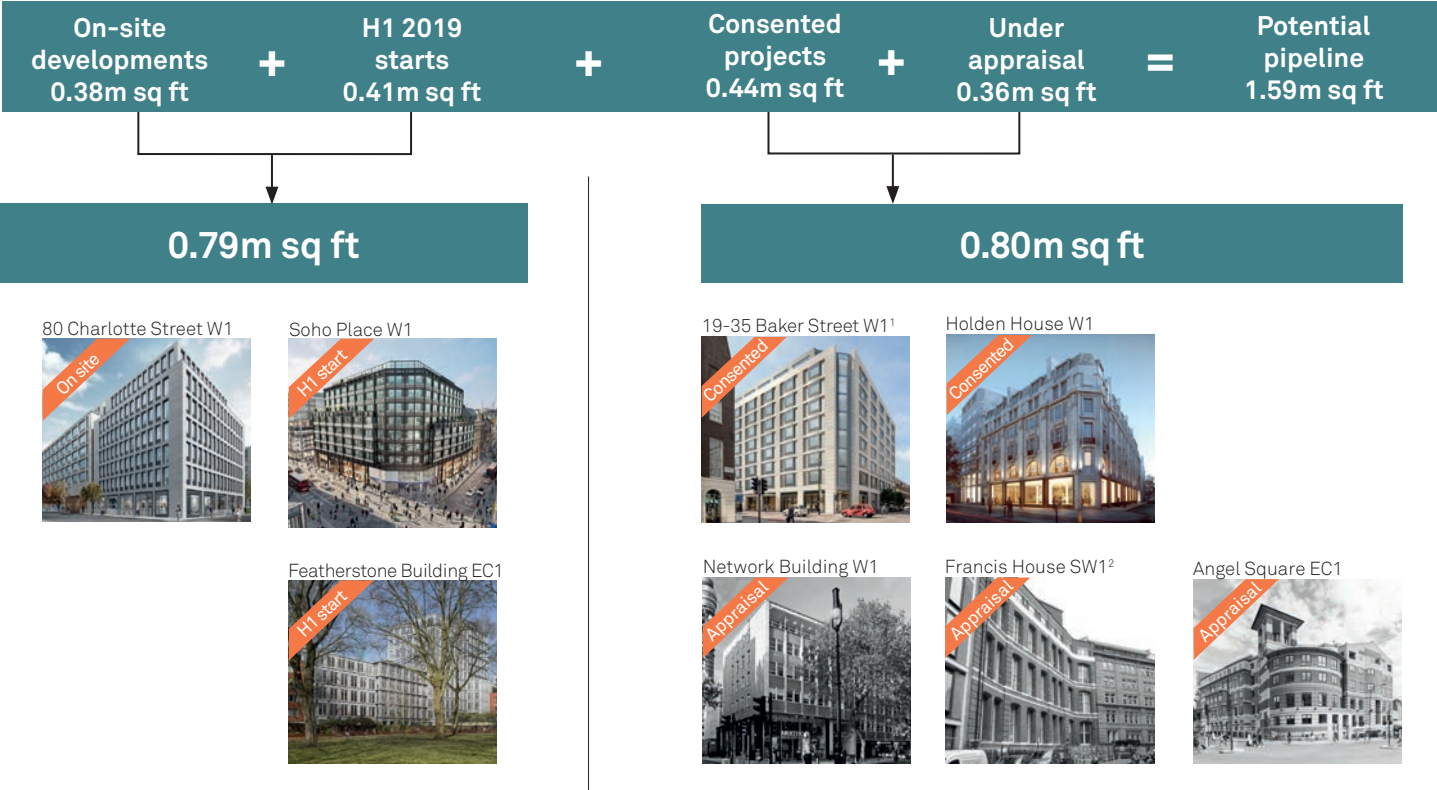 On-site
developments
0.38m sq ft
+
H1 2019
starts
0.41m sq ft
+
Consented
projects
0.44m sq ft
+
Under
appraisal
0.36m sq ft
=
Potential
pipeline
1.59m sq ft
0.79m sq ft
0.80m sq ft
80 Charlotte Street W1
On site
Soho Place W1
H1 start
Featherstone Building EC1
H1 start
19-35 Baker Street W1¹
Consented
Holden House W1
Consented
Network Building W1
Appraisal
Francis House SW1²
Appraisal
Angel Square EC1
Appraisal